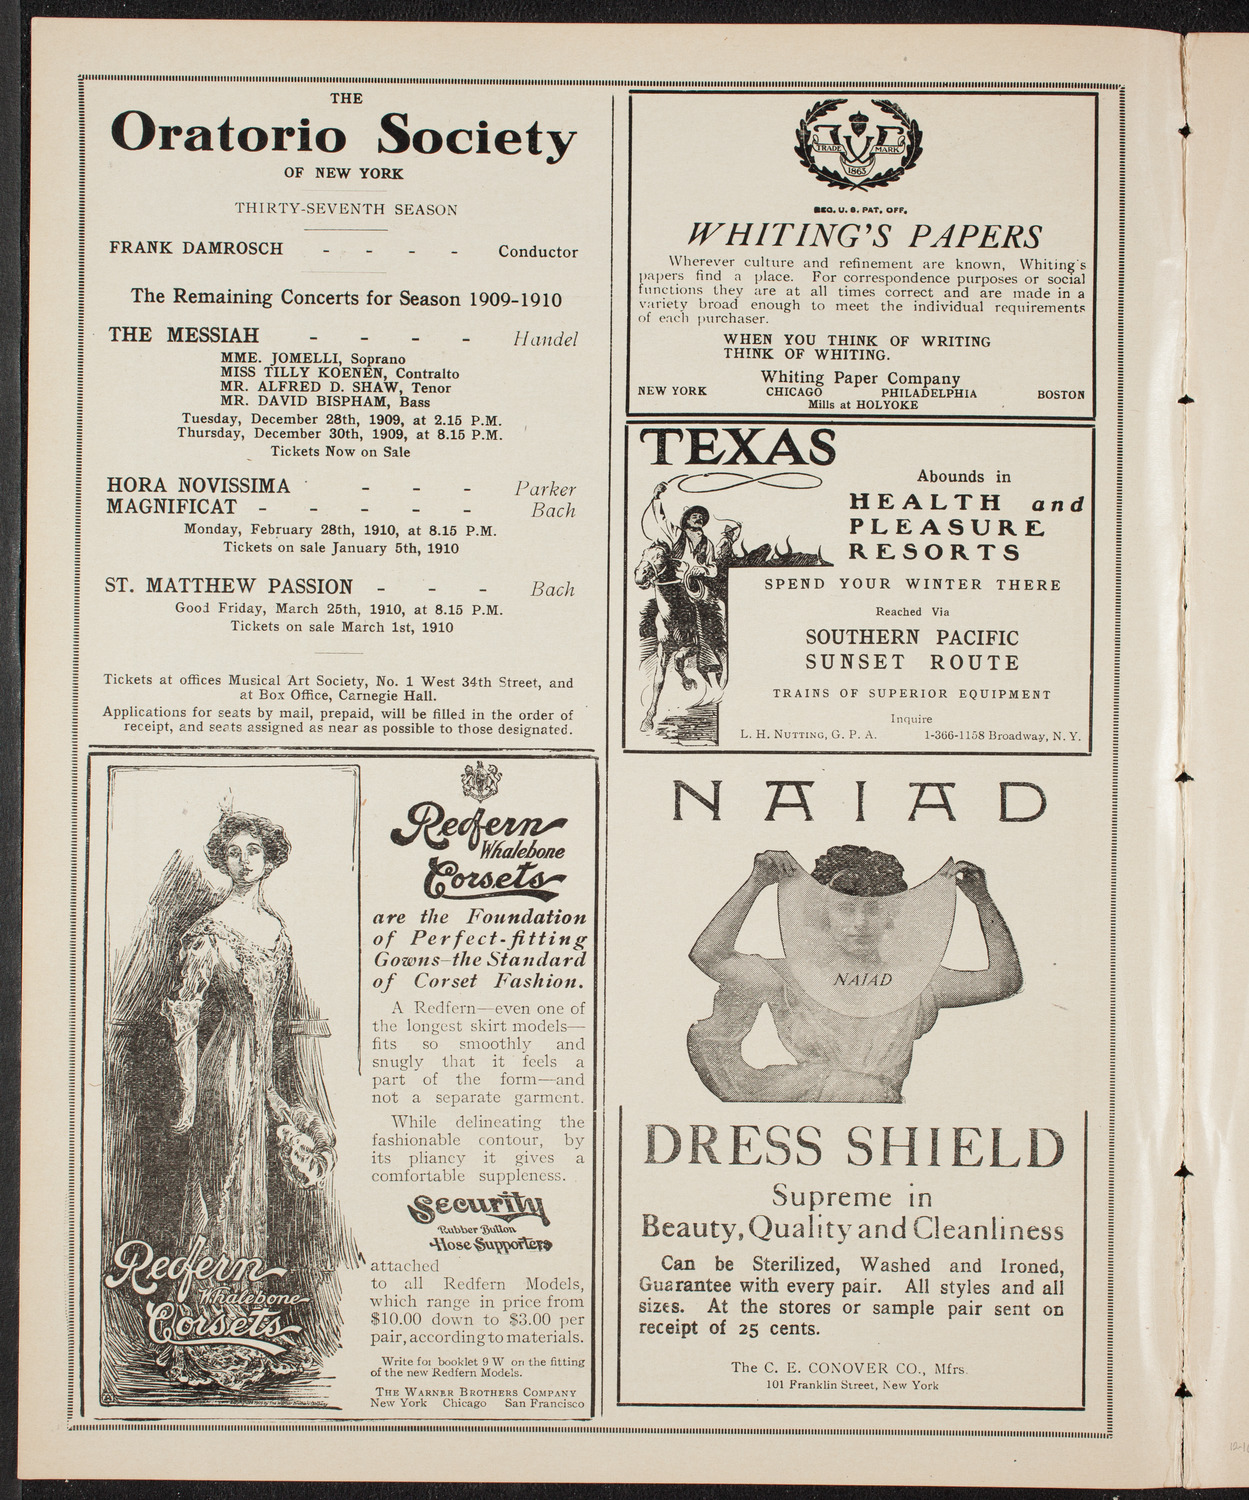 THE
Oratorio Society
OF NEW YORK
THIRTY-SEVENTH SEASON
FRANK DAMROSCH - - - - Conductor
The Remaining Concerts for Season 1909-1910
THE MESSIAH - - - - Handel
MME. JOMELLI, Soprano
MISS TILLY KOENEN, Contralto
MR. ALFRED D. SHAW, Tenor
MR. DAVID BISPHAM, Bass
Tuesday, December 28th, 1909, at 2.15 P.M.
Thursday, December 30th, 1909, at 8.15 P.M.
Tickets Now on Sale
HORA NOVISSIMA - - - Parker
MAGNIFICAT - - - - - Bach
Monday, February 28th, 1910, at 8.15 P.M.
Tickets on sale January 5th, 1910
ST. MATTHEW PASSION - - - Bach
Good Friday, March 25th, 1910, at 8.15 P.M.
Tickets on sale March 1st, 1910
Tickets at offices Musical Art Society, No. 1 West 34th Street, and
at Box Office, Carnegie Hall.
Applications for seats by mail, prepaid, will be filled in the order of
receipt, and seats assigned as near as possible to those designated.
Redfern
Whalebone
Corsets
are the Foundation
of Perfect-fitting
Gowns—the Standard
of Corset Fashion.
A Redfern—even one of
the longest skirt models—
fits so smoothly and
snugly that it feels a
part of the form—and
not a separate garment.
While delineating the
fashionable contour, by
its pliancy it gives a
comfortable suppleness.
Security
Rubber Button
Hose Supporters
attached
to all Redfern Models,
which range in price from
$10.00 down to $3.00 per
pair, according to materials.
Write for booklet 9 W on the fitting
of the new Redfern Models.
THE WARNER BROTHERS COMPANY
New York Chicago San Francisco
Redfern
Whalebone
Corsets
TRADE MARK
1865
REG. U. S. PAT. OFF.
WHITING'S PAPERS
Wherever culture and refinement are known, Whiting's
papers find a place. For correspondence purposes or social
functions they are at all times correct and are made in a
variety broad enough to meet the individual requirements
of each purchaser.
WHEN YOU THINK OF WRITING
THINK OF WHITING.
Whiting Paper Company
NEW YORK CHICAGO PHILADELPHIA BOSTON
Mills at HOLYOKE
TEXAS
Abounds in
HEALTH and
PLEASURE
RESORTS
SPEND YOUR WINTER THERE
Reached Via
SOUTHERN PACIFIC
SUNSET ROUTE
TRAINS OF SUPERIOR EQUIPMENT
Inquire
L. H. NUTTING, G. P. A. 1-366-1158 Broadway, N. Y.
NAIAD
NAIAD
DRESS SHIELD
Supreme in
Beauty, Quality and Cleanliness
Can be Sterilized, Washed and Ironed,
Guarantee with every pair. All styles and all
sizes. At the stores or sample pair sent on
receipt of 25 cents.
The C. E. CONOVER CO., Mfrs.
101 Franklin Street, New York